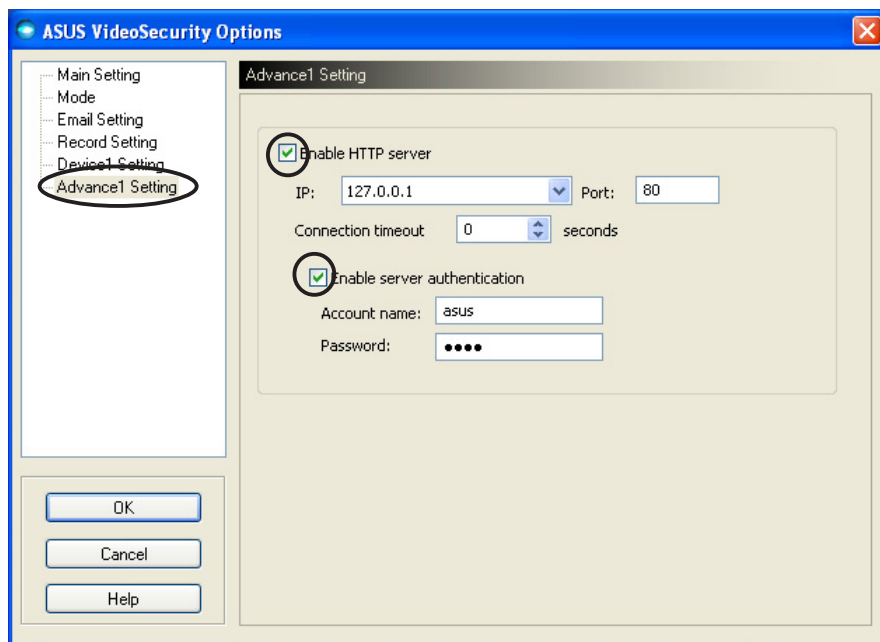 ASUS VideoSecurity Options
Main Setting
Mode
Email Setting
Record Setting
Device1 Setting
Advance1 Setting
OK
Cancel
Help
Advance1 Setting
Enable HTTP server
IP: 127.0.0.1 Port: 80
Connection timeout 0 seconds
Enable server authentication
Account name: asus
Password: ●●●●